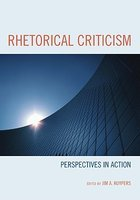 RHETORICAL CRITICISM
PERSPECTIVES IN ACTION
EDITED BY JIM A. KUYPERS